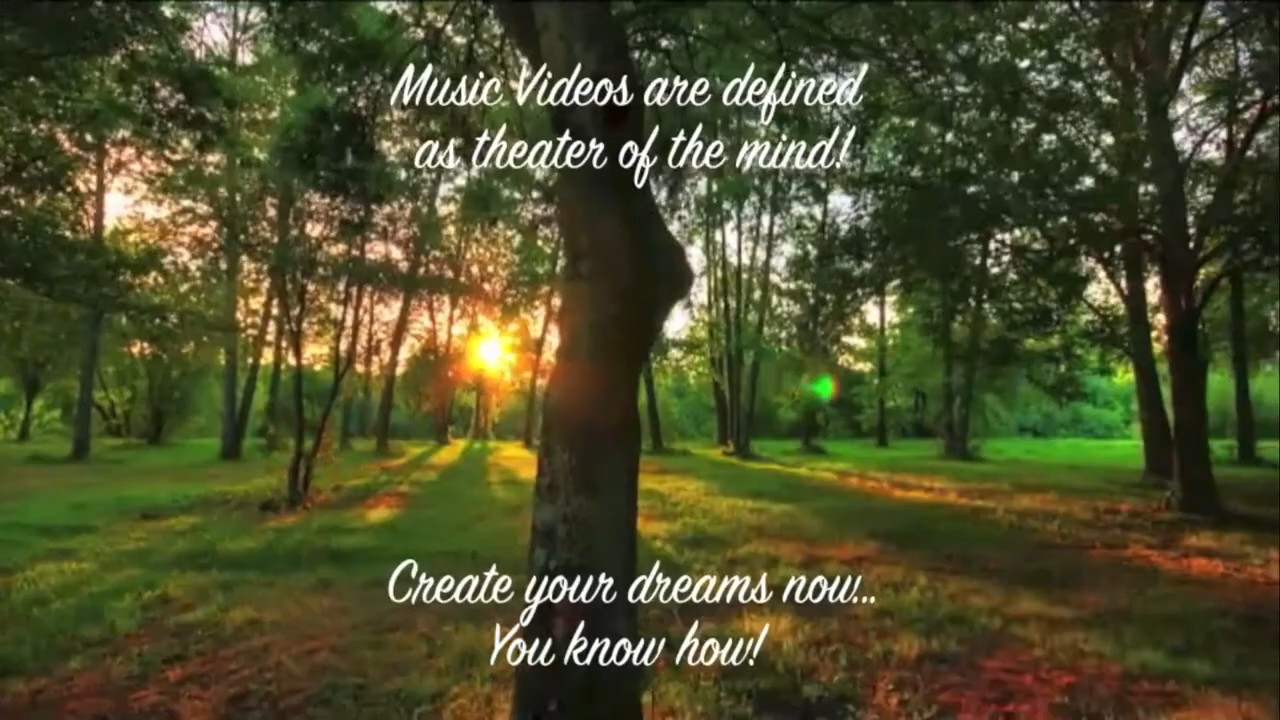 Music Videos are defined
as theater of the mind!
Create your dreams now...
You know how!